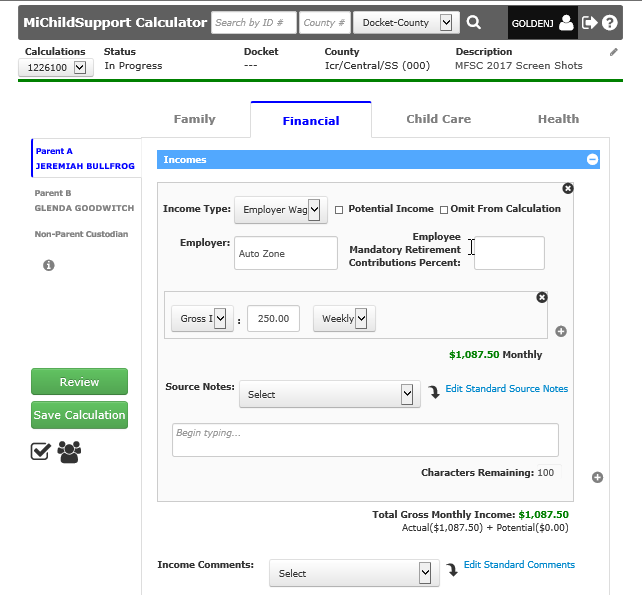 MiChildSupport Calculator Search by ID # County # Docket-County GOLDENJ
Calculations Status Docket County Description
1226100 In Progress --- Icr/Central/SS (000) MFSC 2017 Screen Shots
Family Financial Child Care Health
Parent A
JEREMIAH BULLFROG
Parent B
GLENDA GOODWITCH
Non-Parent Custodian
Review
Save Calculation
Incomes
Income Type: Employer Wag Potential Income Omit From Calculation
Employer: Auto Zone
Employee
Mandatory Retirement
Contributions Percent:
Gross I : 250.00 Weekly
$1,087.50 Monthly
Source Notes: Select Edit Standard Source Notes
Begin typing...
Characters Remaining: 100
Total Gross Monthly Income: $1,087.50
Actual($1,087.50) + Potential($0.00)
Income Comments: Select Edit Standard Comments